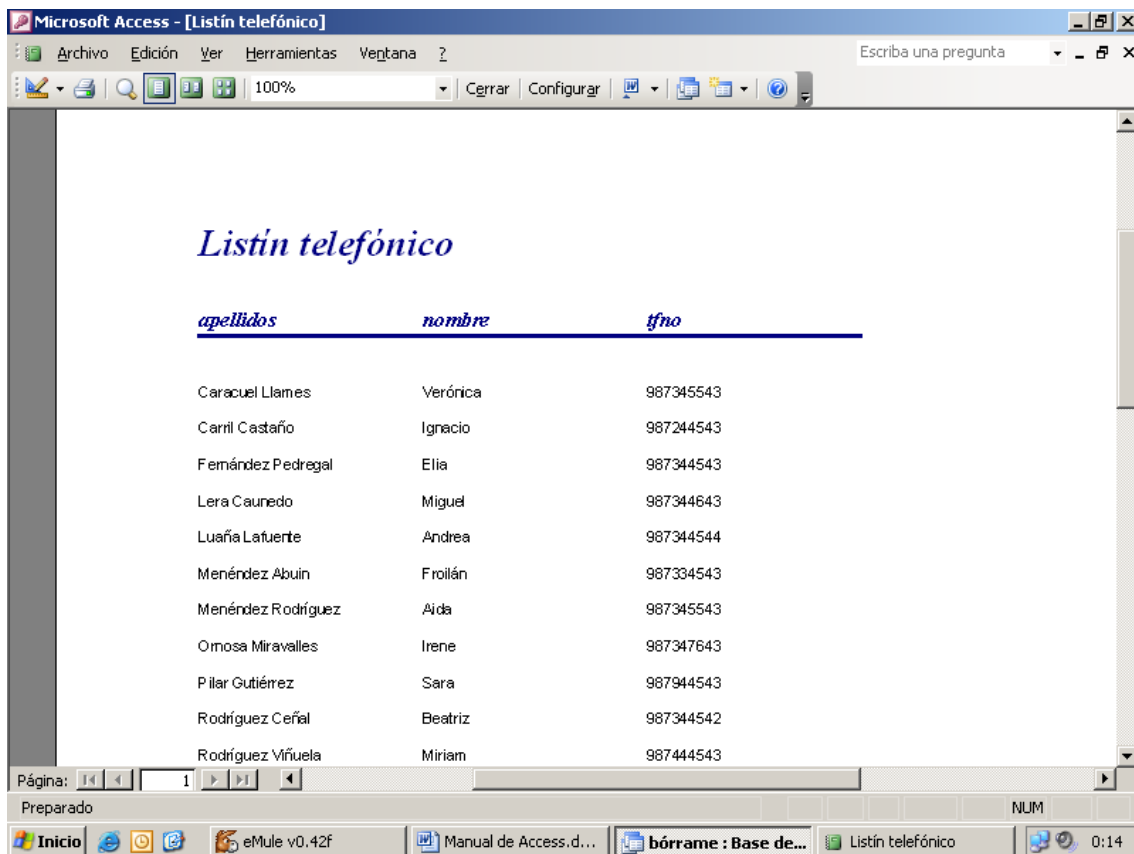 Microsoft Access - [Listín telefónico]
Archivo Edición Ver Herramientas Ventana ? Escriba una pregunta
100% Cerrar Configurar
Listín telefónico
apellidos nombre tfno
Caracuel Llames Verónica 987345543
Carril Castaño Ignacio 987244543
Fernández Pedregal Elia 987344543
Lera Caunedo Miguel 987344643
Luaña Lafuente Andrea 987344544
Menéndez Abuin Froilán 987334543
Menéndez Rodríguez Aida 987345543
Ornosa Miravalles Irene 987347643
Pilar Gutiérrez Sara 987944543
Rodríguez Ceñal Beatriz 987344542
Rodríguez Viñuela Miriam 987444543
Página: 1
Preparado NUM
Inicio eMule v0.42f Manual de Access.d... bórrame : Base de... Listín telefónico 0:14